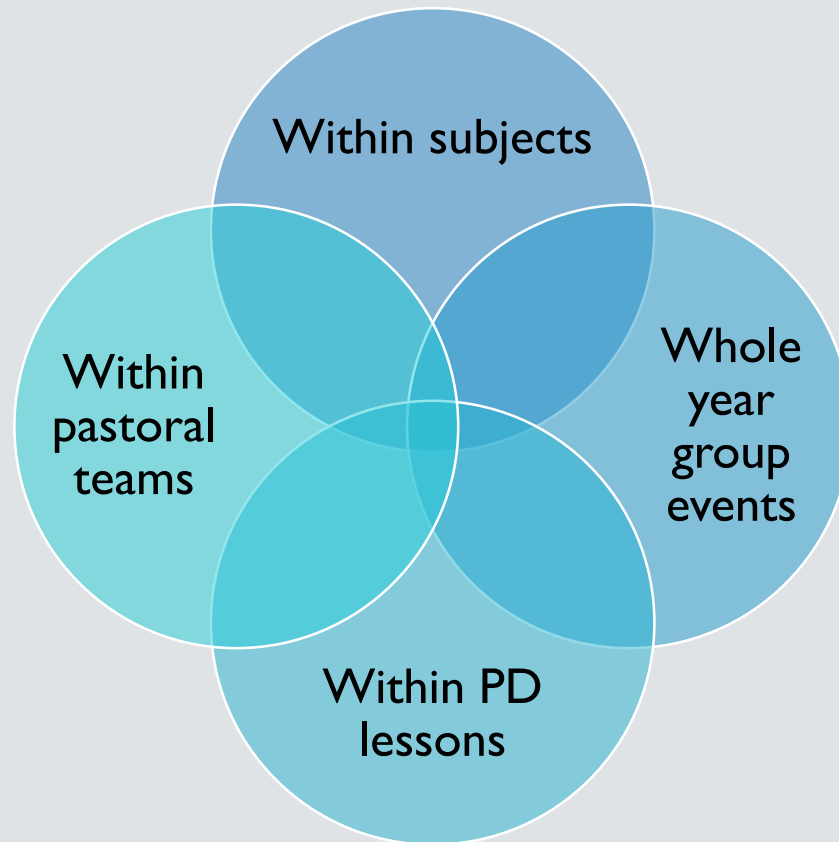 Within subjects
Within
pastoral
teams
Whole
year
group
events
Within PD
lessons